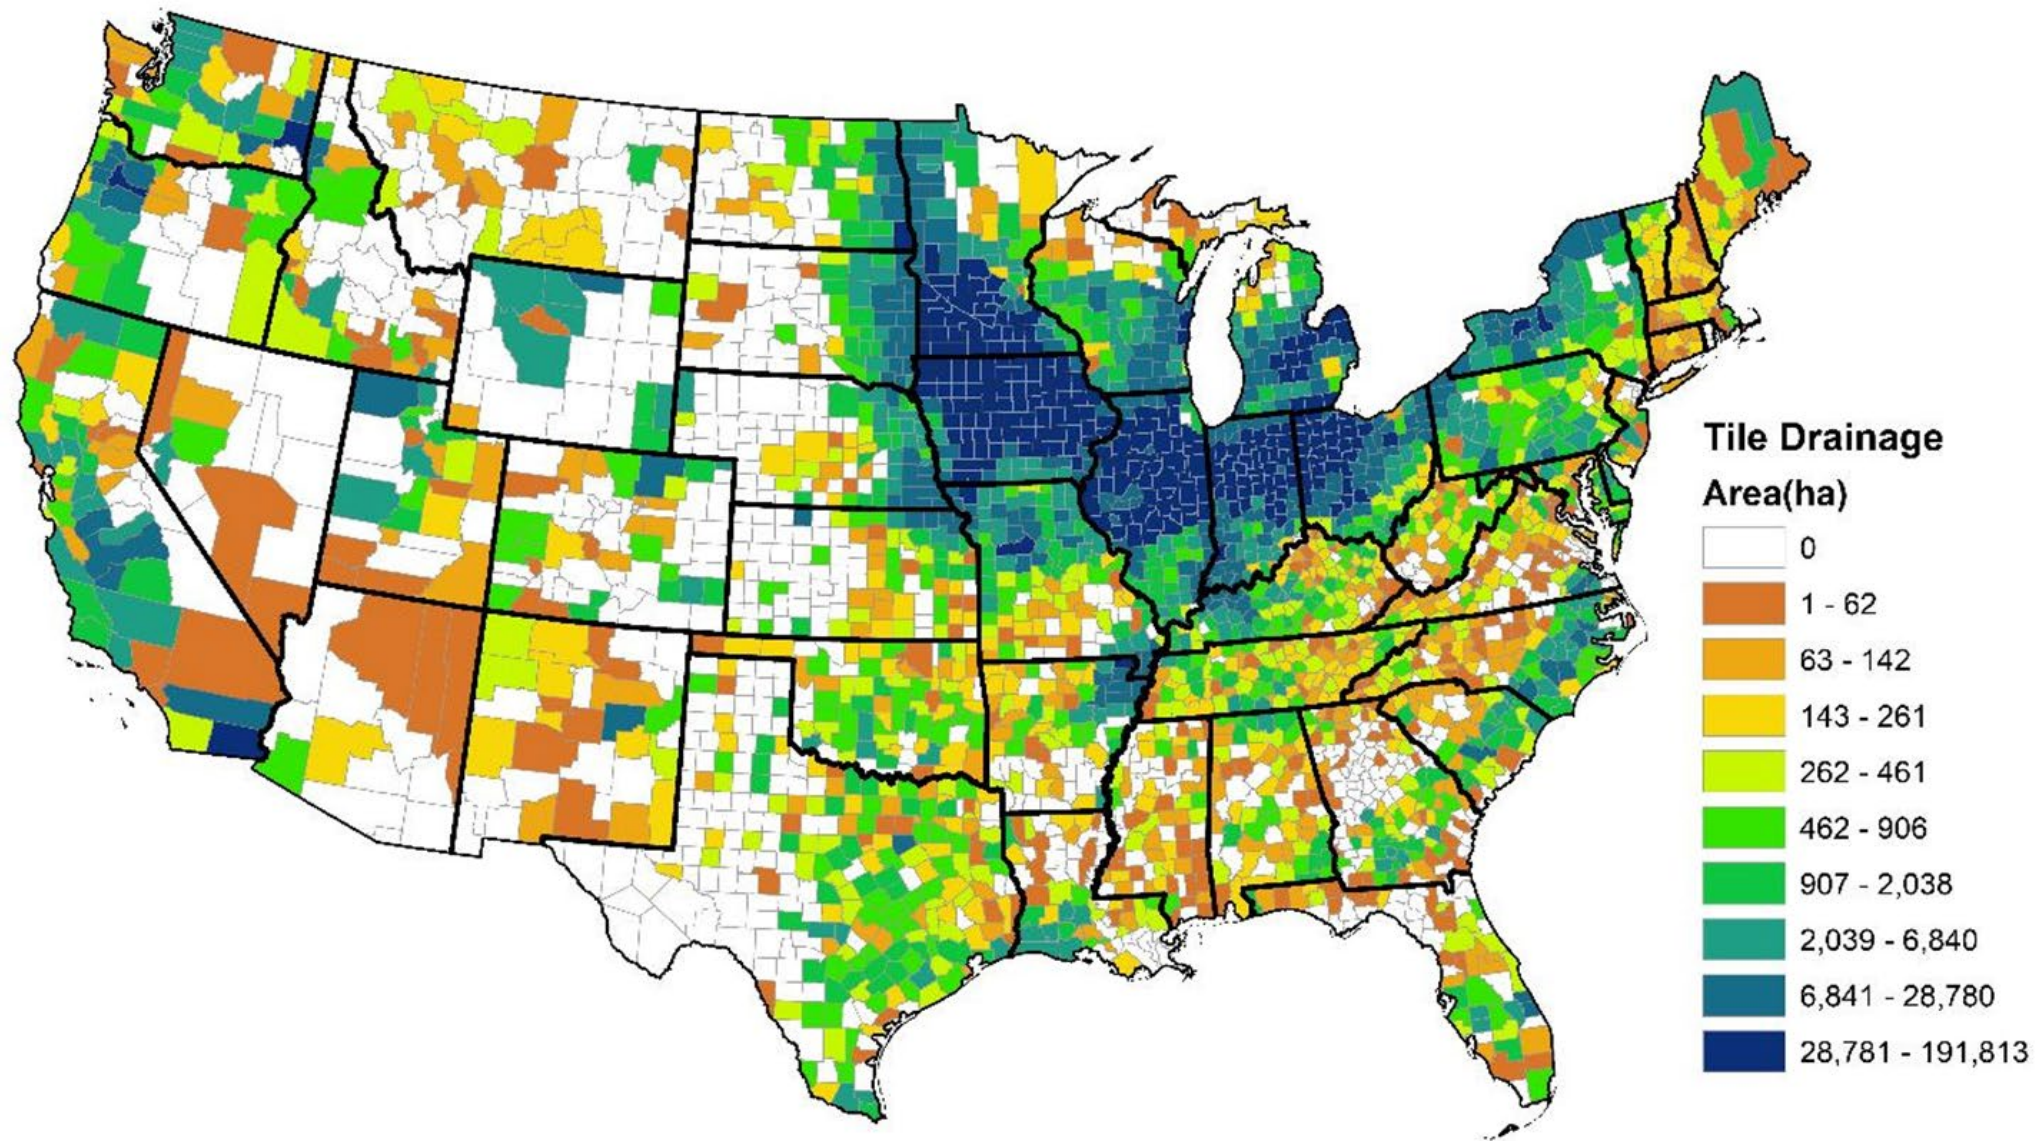 Tile Drainage
Area(ha)
0
1 - 62
63 - 142
143 - 261
262 - 461
462 - 906
907 - 2,038
2,039 - 6,840
6,841 - 28,780
28,781 - 191,813